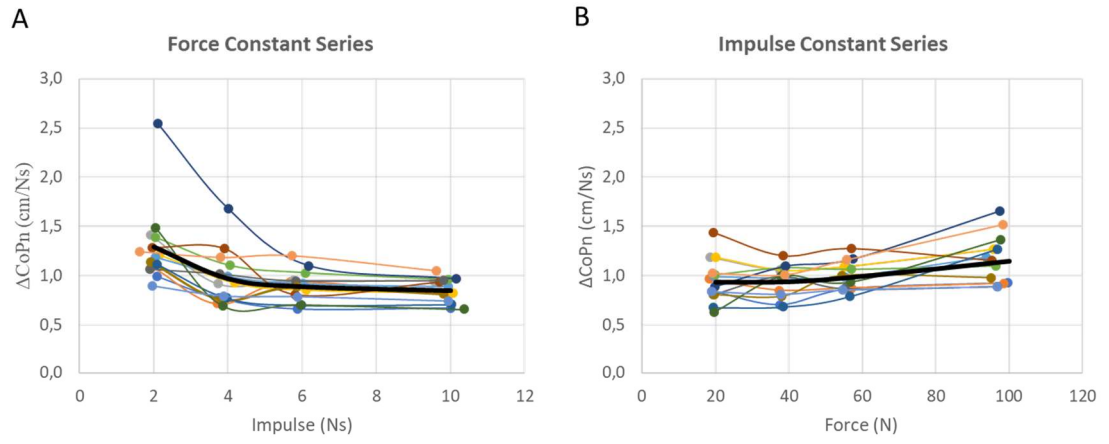 A
Force Constant Series
3,0
2,5
2,0
1,5
1,0
0,5
0,0
ΔCoPn (cm/Ns)
0 2 4 6 8 10 12
Impulse (Ns)
B
Impulse Constant Series
3,0
2,5
2,0
1,5
1,0
0,5
0,0
ΔCoPn (cm/Ns)
0 20 40 60 80 100 120
Force (N)